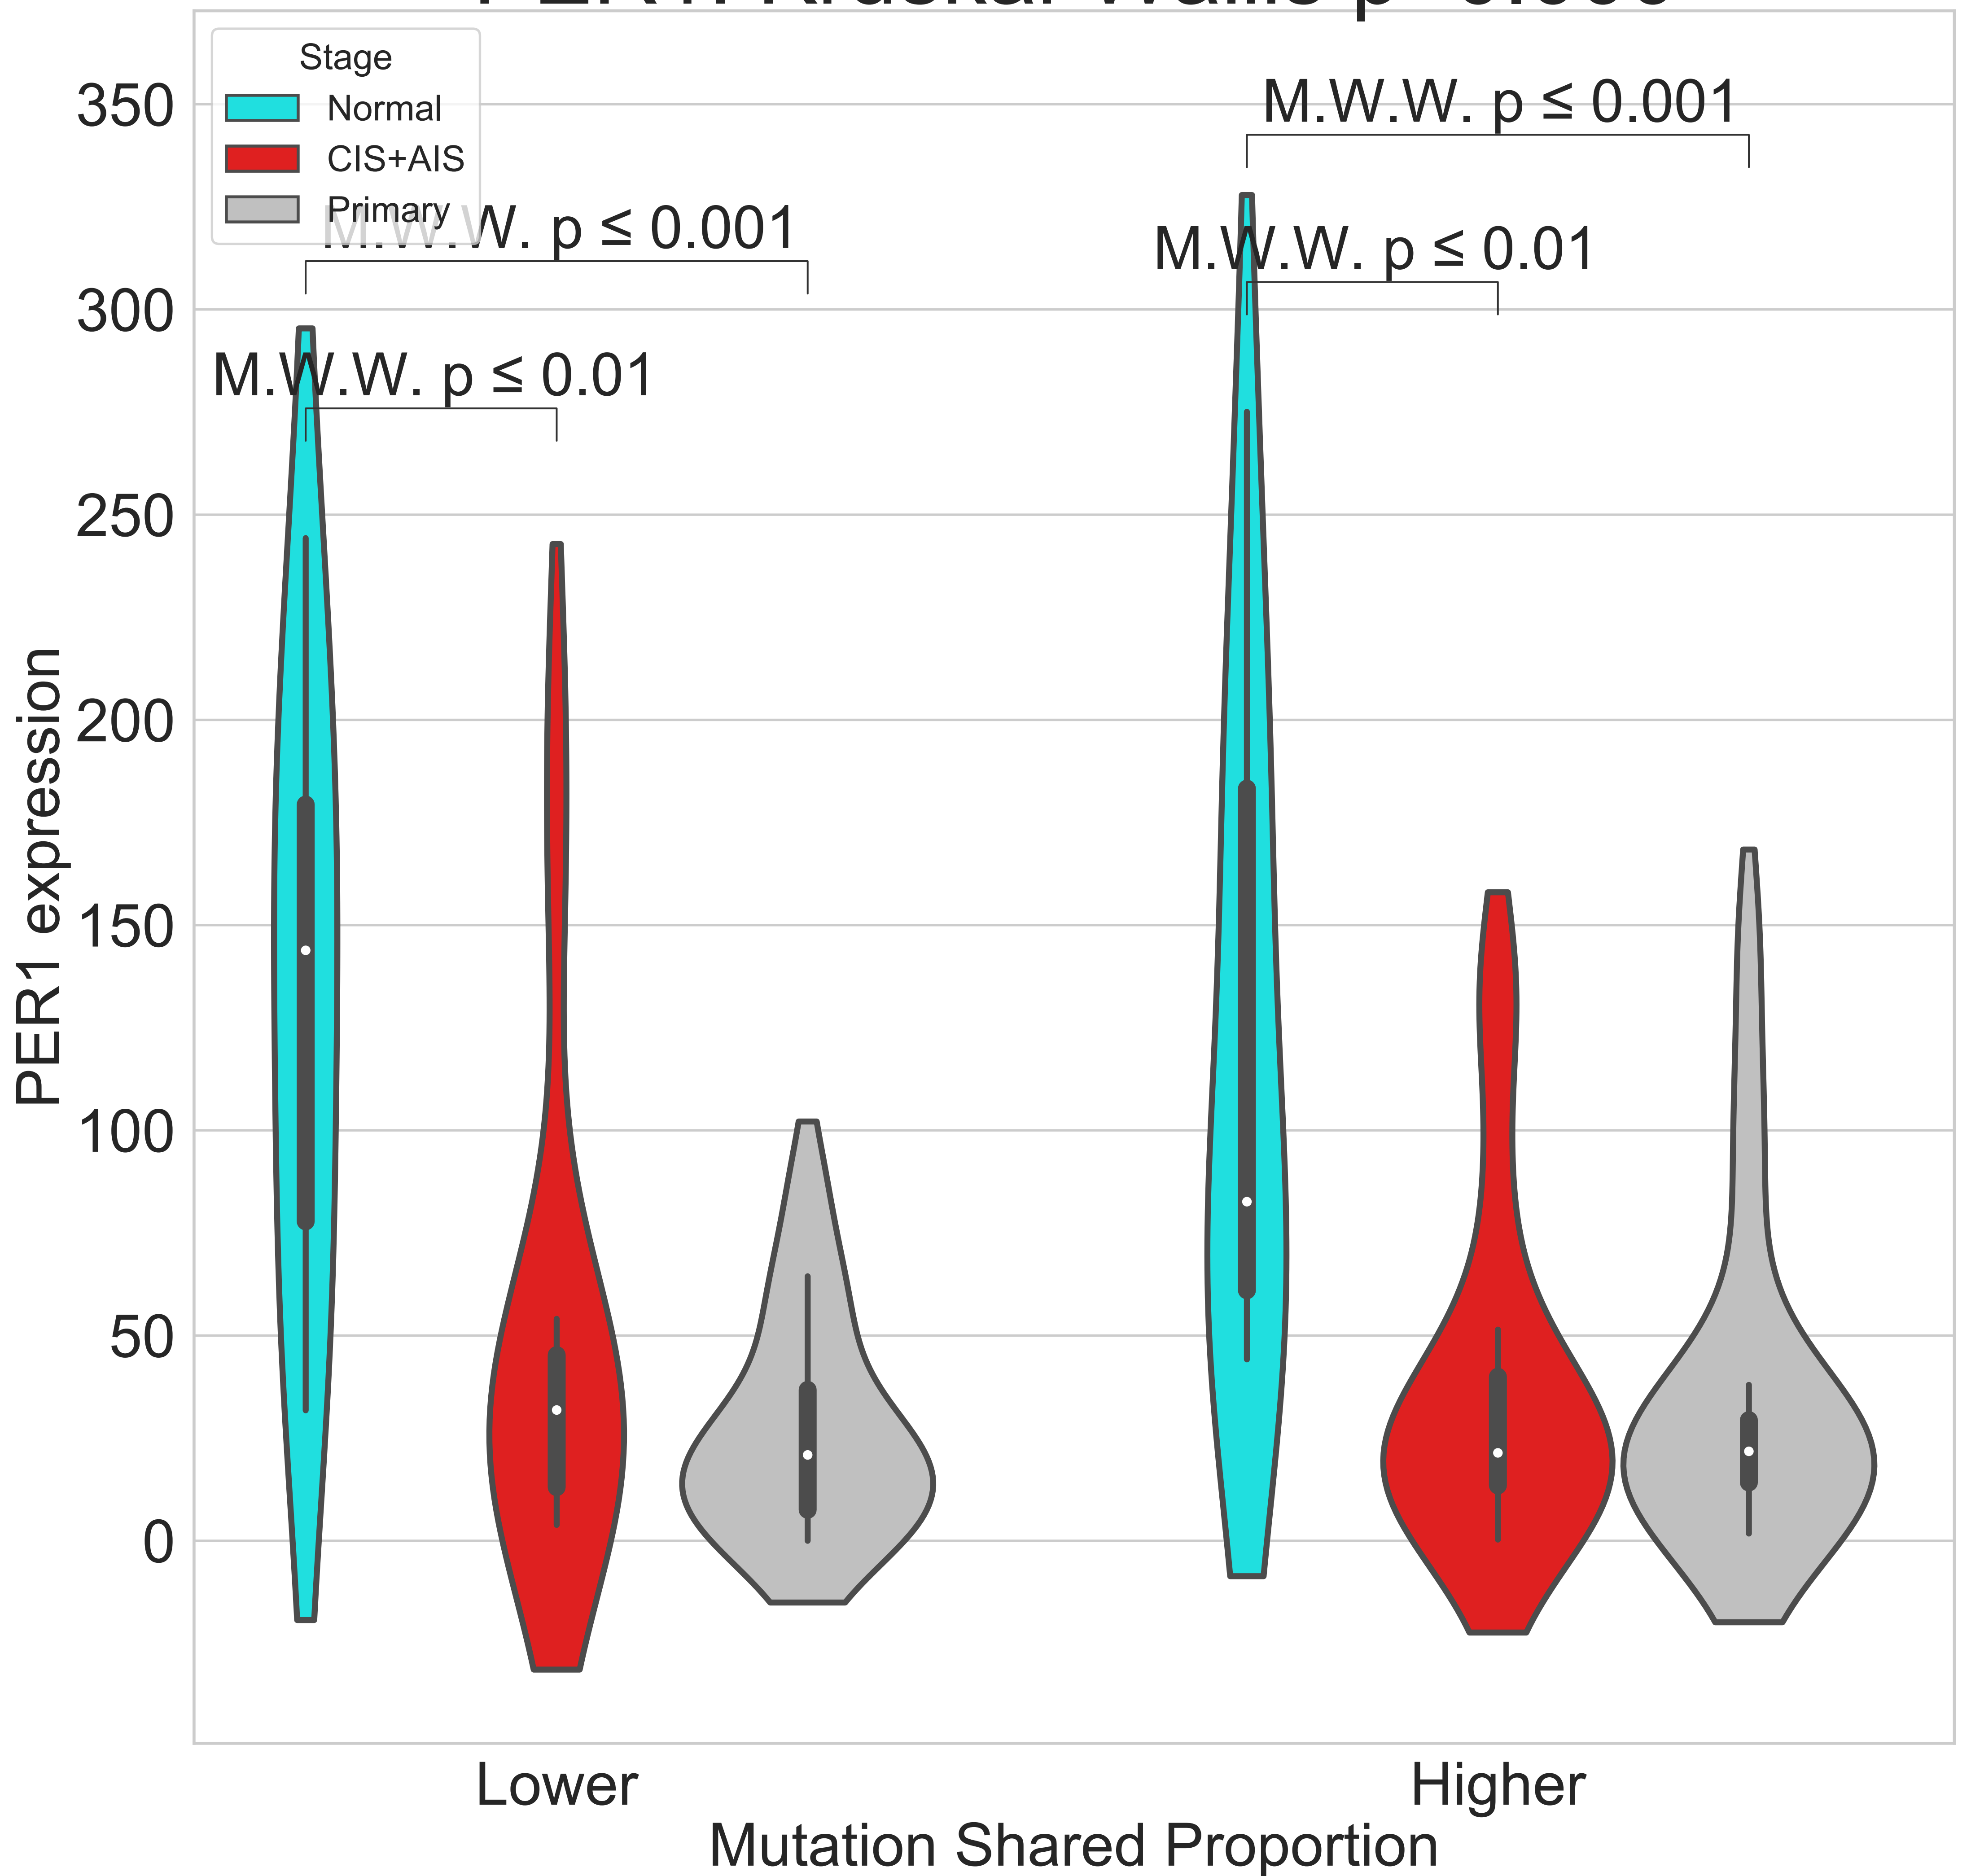 Stage
Normal
CIS+AIS
Primary
M.W.W. p ≤ 0.001
M.W.W. p ≤ 0.01
M.W.W. p ≤ 0.001
M.W.W. p ≤ 0.01
350
300
250
200
150
100
50
0
PER1 expression
Lower
Higher
Mutation Shared Proportion